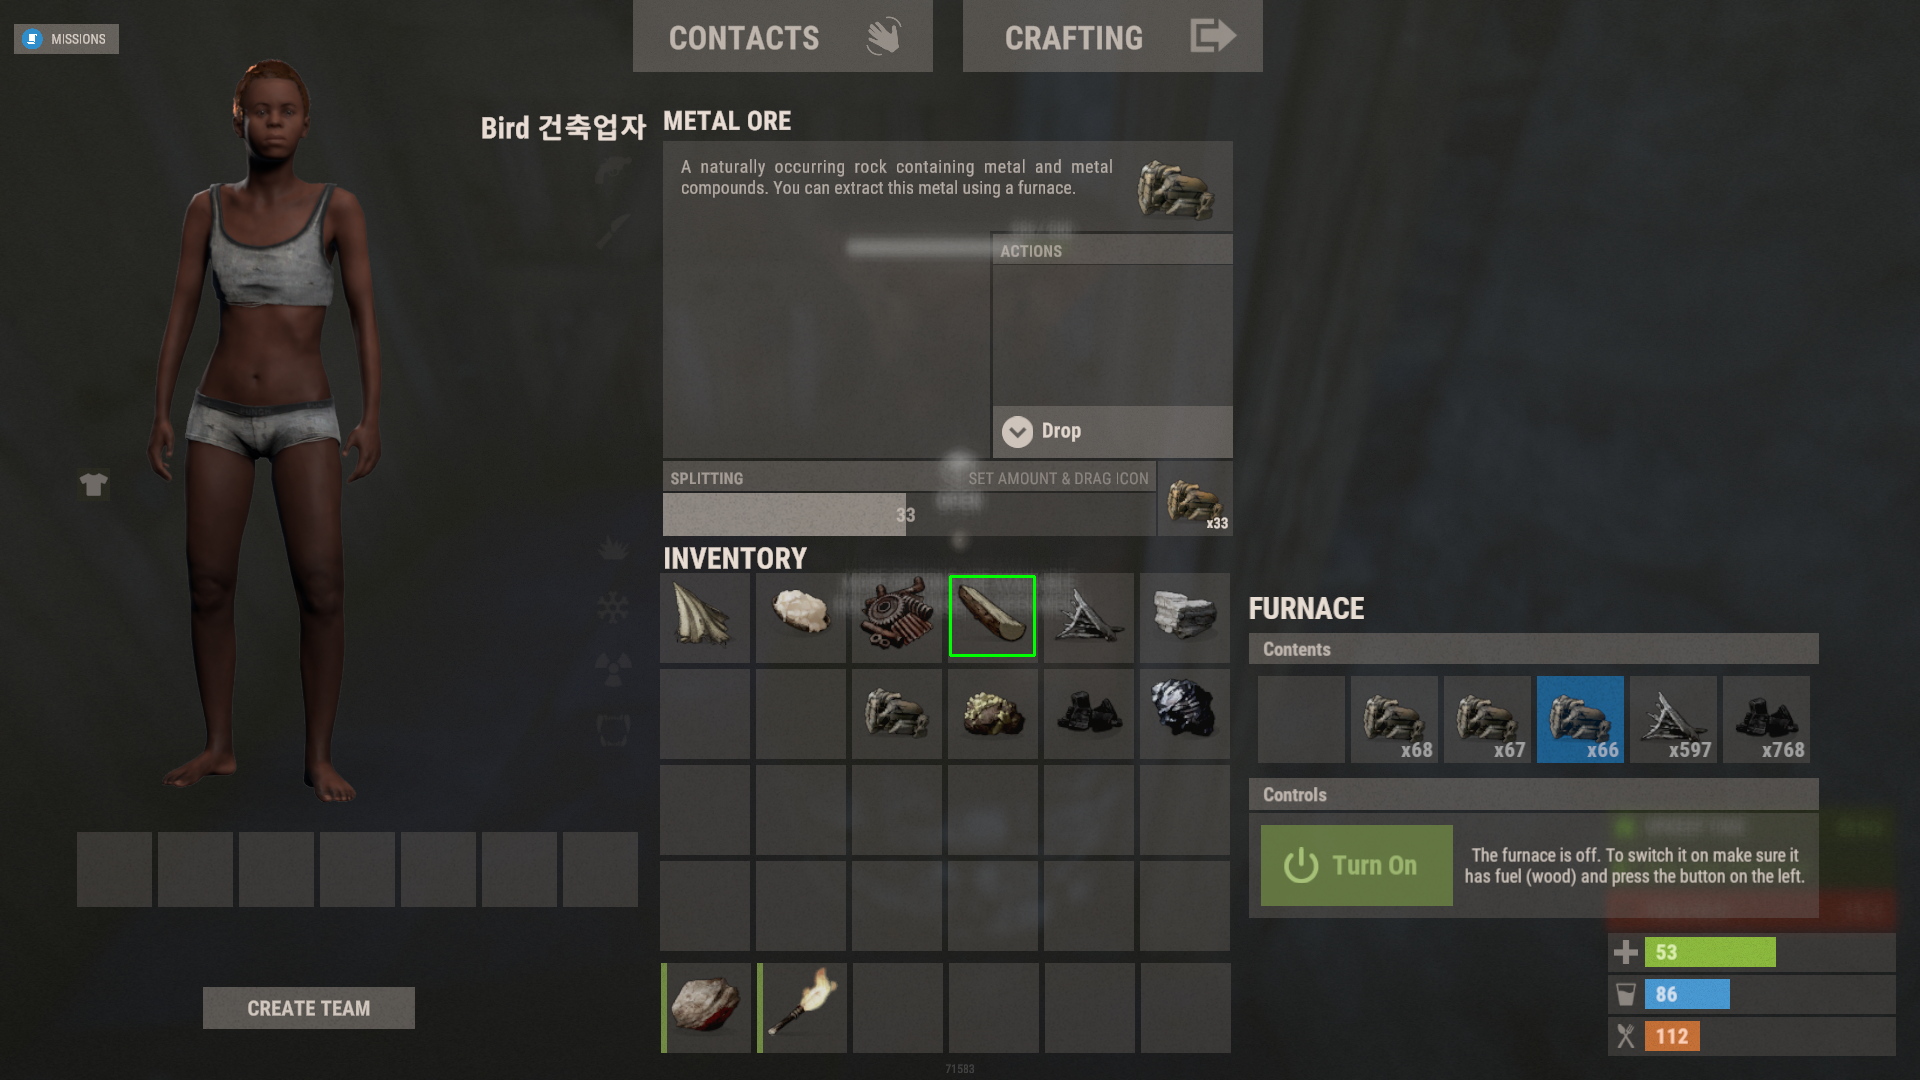 MISSIONS
CONTACTS
CRAFTING
Bird 건축업자
METAL ORE
A naturally occurring rock containing metal and metal
compounds. You can extract this metal using a furnace.
ACTIONS
Drop
SPLITTING
SET AMOUNT & DRAG ICON
33
x33
INVENTORY
FURNACE
Contents
x68
x67
x66
x597
x768
Controls
Turn On
The furnace is off. To switch it on make sure it
has fuel (wood) and press the button on the left.
53
86
112
CREATE TEAM
71583